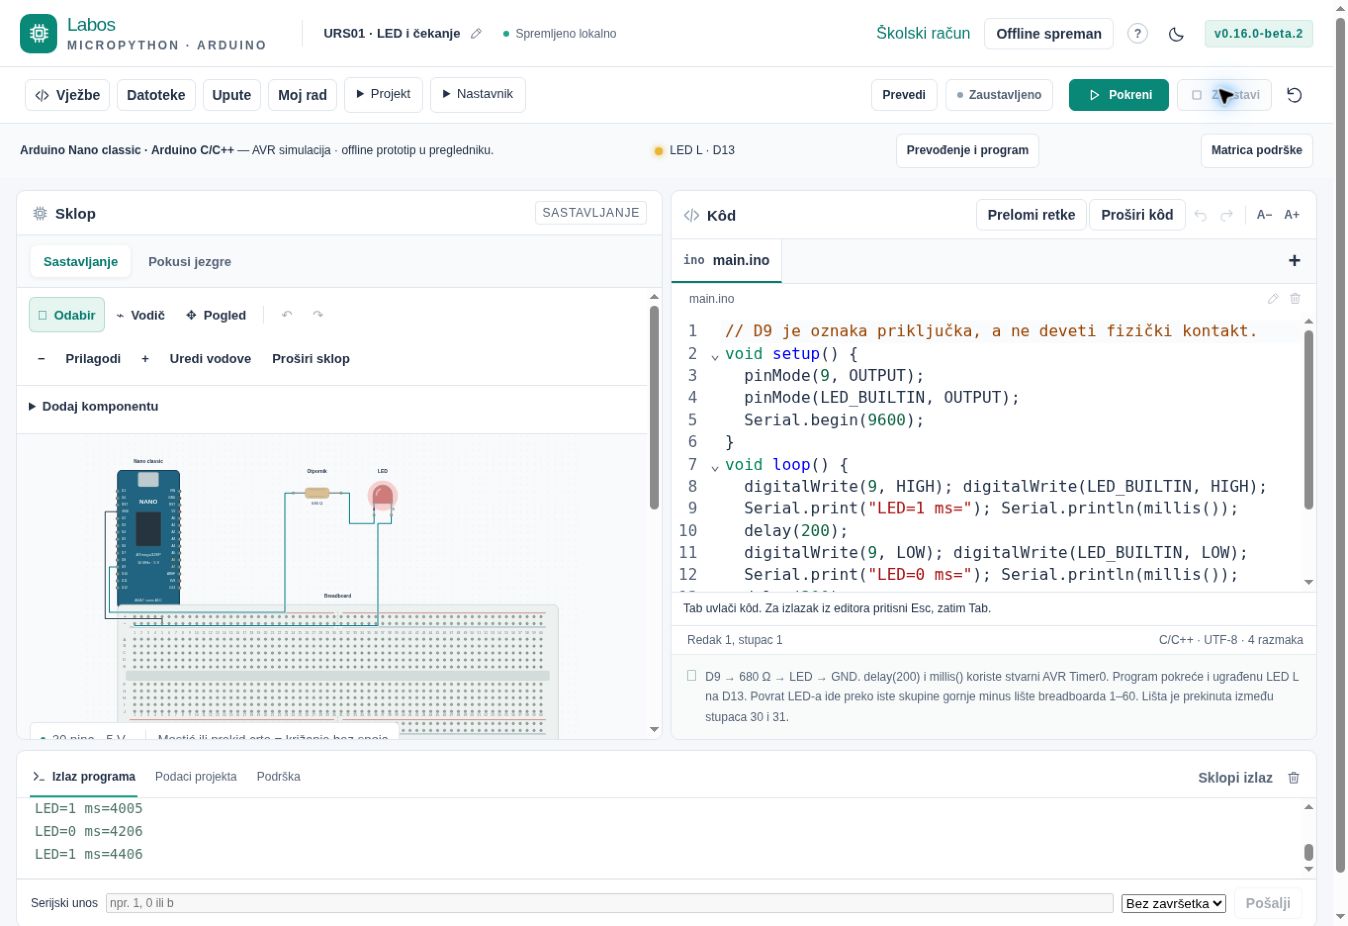 Labos
MICROPYTHON · ARDUINO
URS01 · LED i čekanje
Spremljeno lokalno
Školski račun
Offline spreman
?
v0.16.0-beta.2
Vježbe
Datoteke
Upute
Moj rad
Projekt
Nastavnik
Prevedi
Zaustavljeno
Pokreni
Arduino Nano classic · Arduino C/C++ — AVR simulacija · offline prototip u pregledniku.
LED L · D13
Prevođenje i program
Matrica podrške
Sklop
SASTAVLJANJE
Sastavljanje
Pokusi jezgre
Odabir
Vodič
Pogled
− Prilagodi + Uredi vodove Proširi sklop
Dodaj komponentu
Nano classic
NANO
Otpornik
680 Ω
LED
Breadboard
Kôd
Prelomi retke
Proširi kôd
A−
A+
ino main.ino
+
main.ino
1 // D9 je oznaka priključka, a ne deveti fizički kontakt.
2 void setup() {
3 pinMode(9, OUTPUT);
4 pinMode(LED_BUILTIN, OUTPUT);
5 Serial.begin(9600);
6 }
7 void loop() {
8 digitalWrite(9, HIGH); digitalWrite(LED_BUILTIN, HIGH);
9 Serial.print("LED=1 ms="); Serial.println(millis());
10 delay(200);
11 digitalWrite(9, LOW); digitalWrite(LED_BUILTIN, LOW);
12 Serial.print("LED=0 ms="); Serial.println(millis());
Tab uvlači kôd. Za izlazak iz editora pritisni Esc, zatim Tab.
Redak 1, stupac 1
C/C++ · UTF-8 · 4 razmaka
D9 → 680 Ω → LED → GND. delay(200) i millis() koriste stvarni AVR Timer0. Program pokreće i ugrađenu LED L
na D13. Povrat LED-a ide preko iste skupine gornje minus lište breadboarda 1–60. Lišta je prekinuta između
stupaca 30 i 31.
Izlaz programa
Podaci projekta
Podrška
Sklopi izlaz
LED=1 ms=4005
LED=0 ms=4206
LED=1 ms=4406
Serijski unos
npr. 1, 0 ili b
Bez završetka
Pošalji